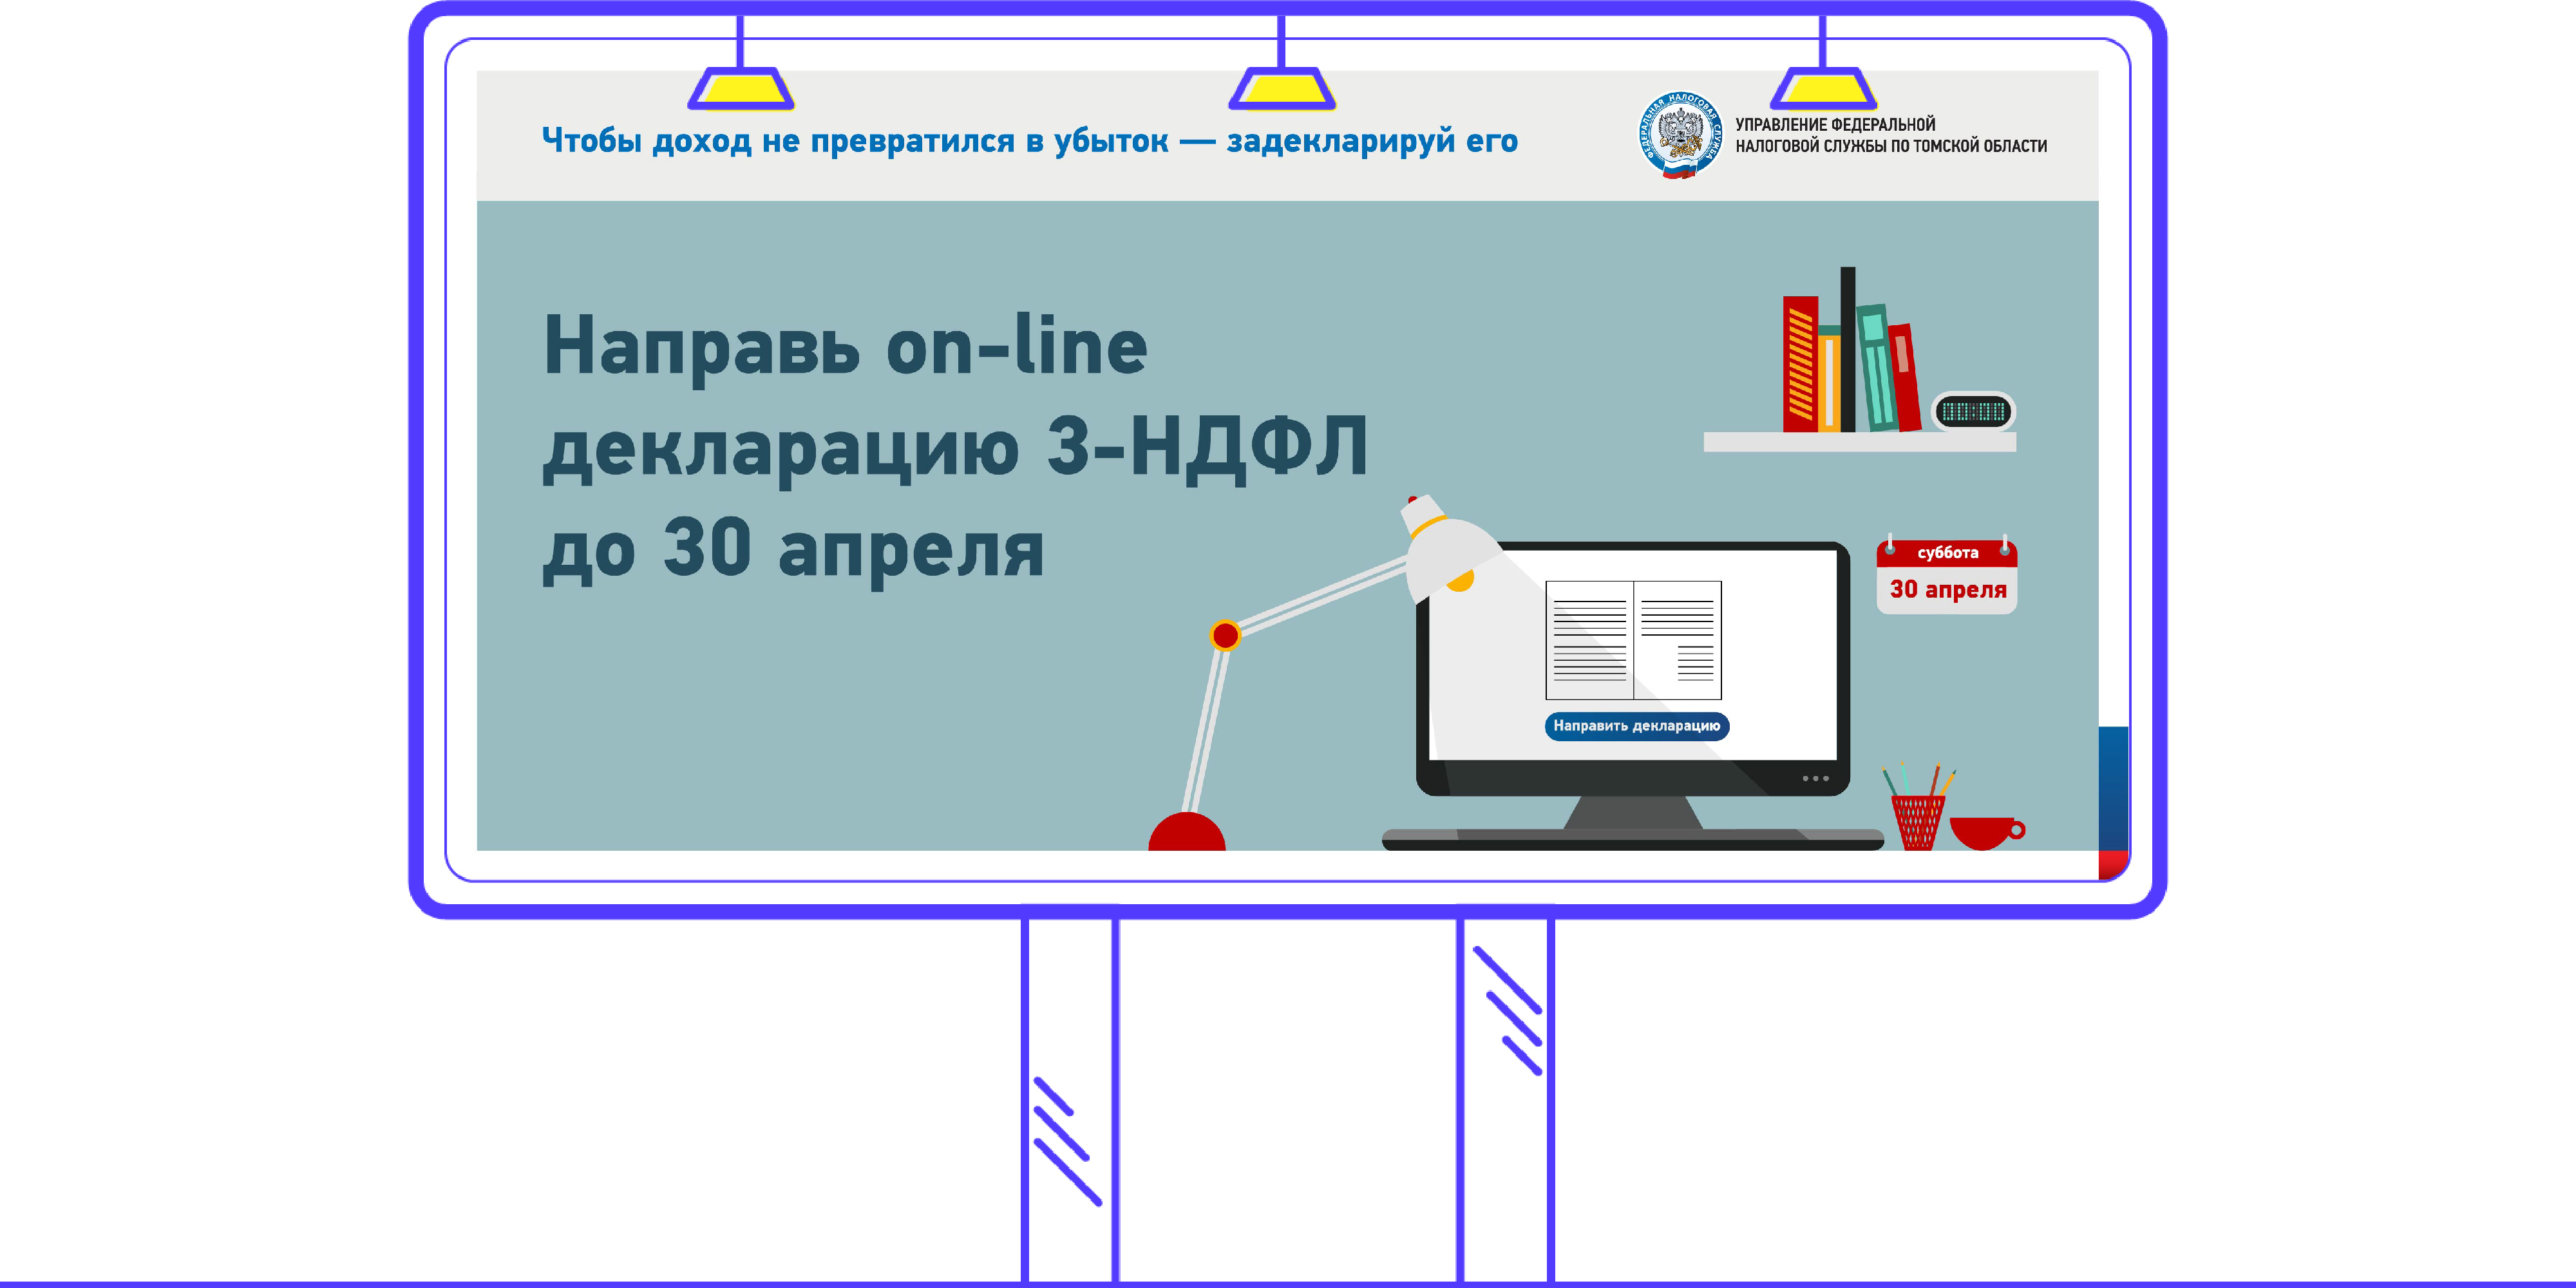 Чтобы доход не превратился в убыток — задекларируй его
ФЕДЕРАЛЬНАЯ НАЛОГОВАЯ СЛУЖБА
УПРАВЛЕНИЕ ФЕДЕРАЛЬНОЙ
НАЛОГОВОЙ СЛУЖБЫ ПО ТОМСКОЙ ОБЛАСТИ
Направь on-line
декларацию 3-НДФЛ
до 30 апреля
суббота
30 апреля
Направить декларацию